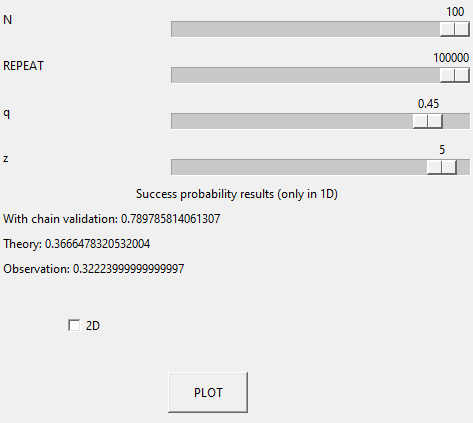 N
100
REPEAT
100000
q
0.45
z
5
Success probability results (only in 1D)
With chain validation: 0.789785814061307
Theory: 0.3666478320532004
Observation: 0.32223999999999997
2D
PLOT